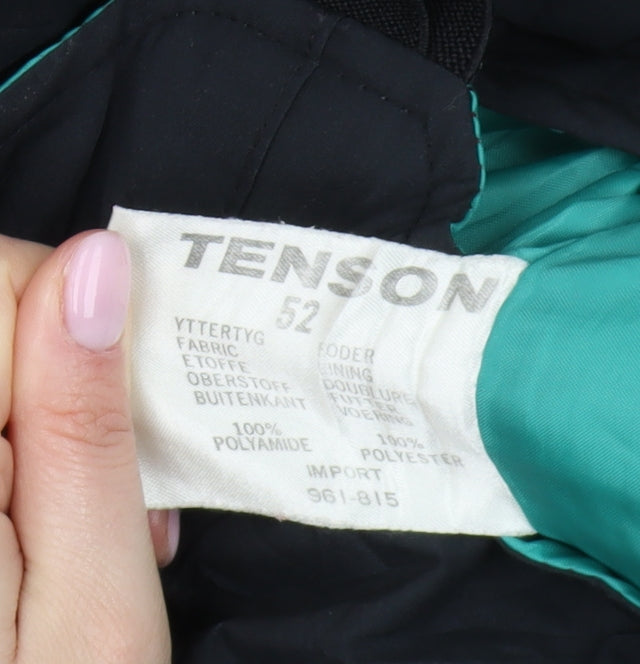 TENSON
52
YTTERTYG
FABRIC
ETOFFE
OBERSTOFF
BUITENKANT
100%
POLYAMIDE
FODER
LINING
DOUBLURE
FUTTER
VOERING
100%
POLYESTER
IMPORT
961-815